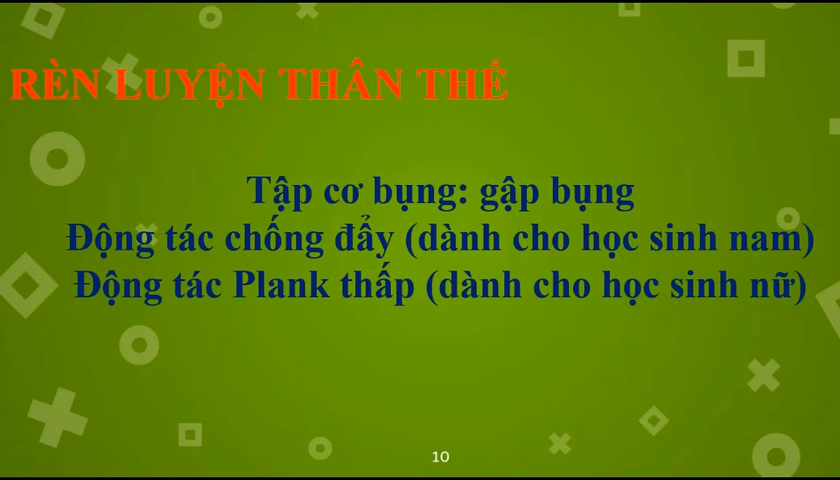 RÈN LUYỆN THÂN THỂ
Tập cơ bụng: gập bụng
Động tác chống đẩy (dành cho học sinh nam)
Động tác Plank thấp (dành cho học sinh nữ)
10